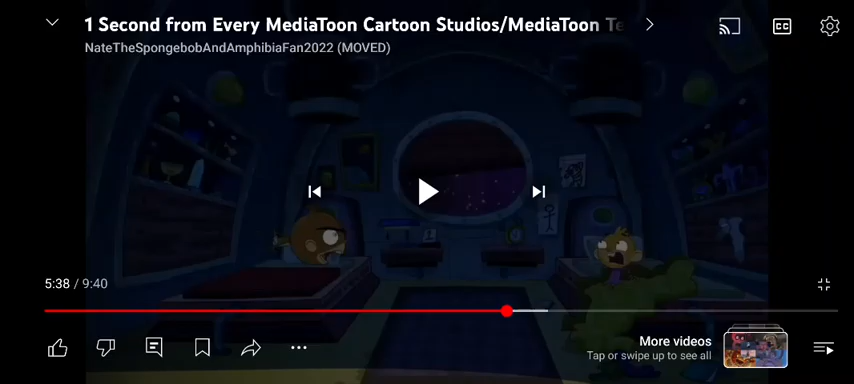 1 Second from Every MediaToon Cartoon Studios/MediaToon Te
NateTheSpongebobAndAmphibiaFan2022 (MOVED)
CC
5:38 / 9:40
More videos
Tap or swipe up to see all